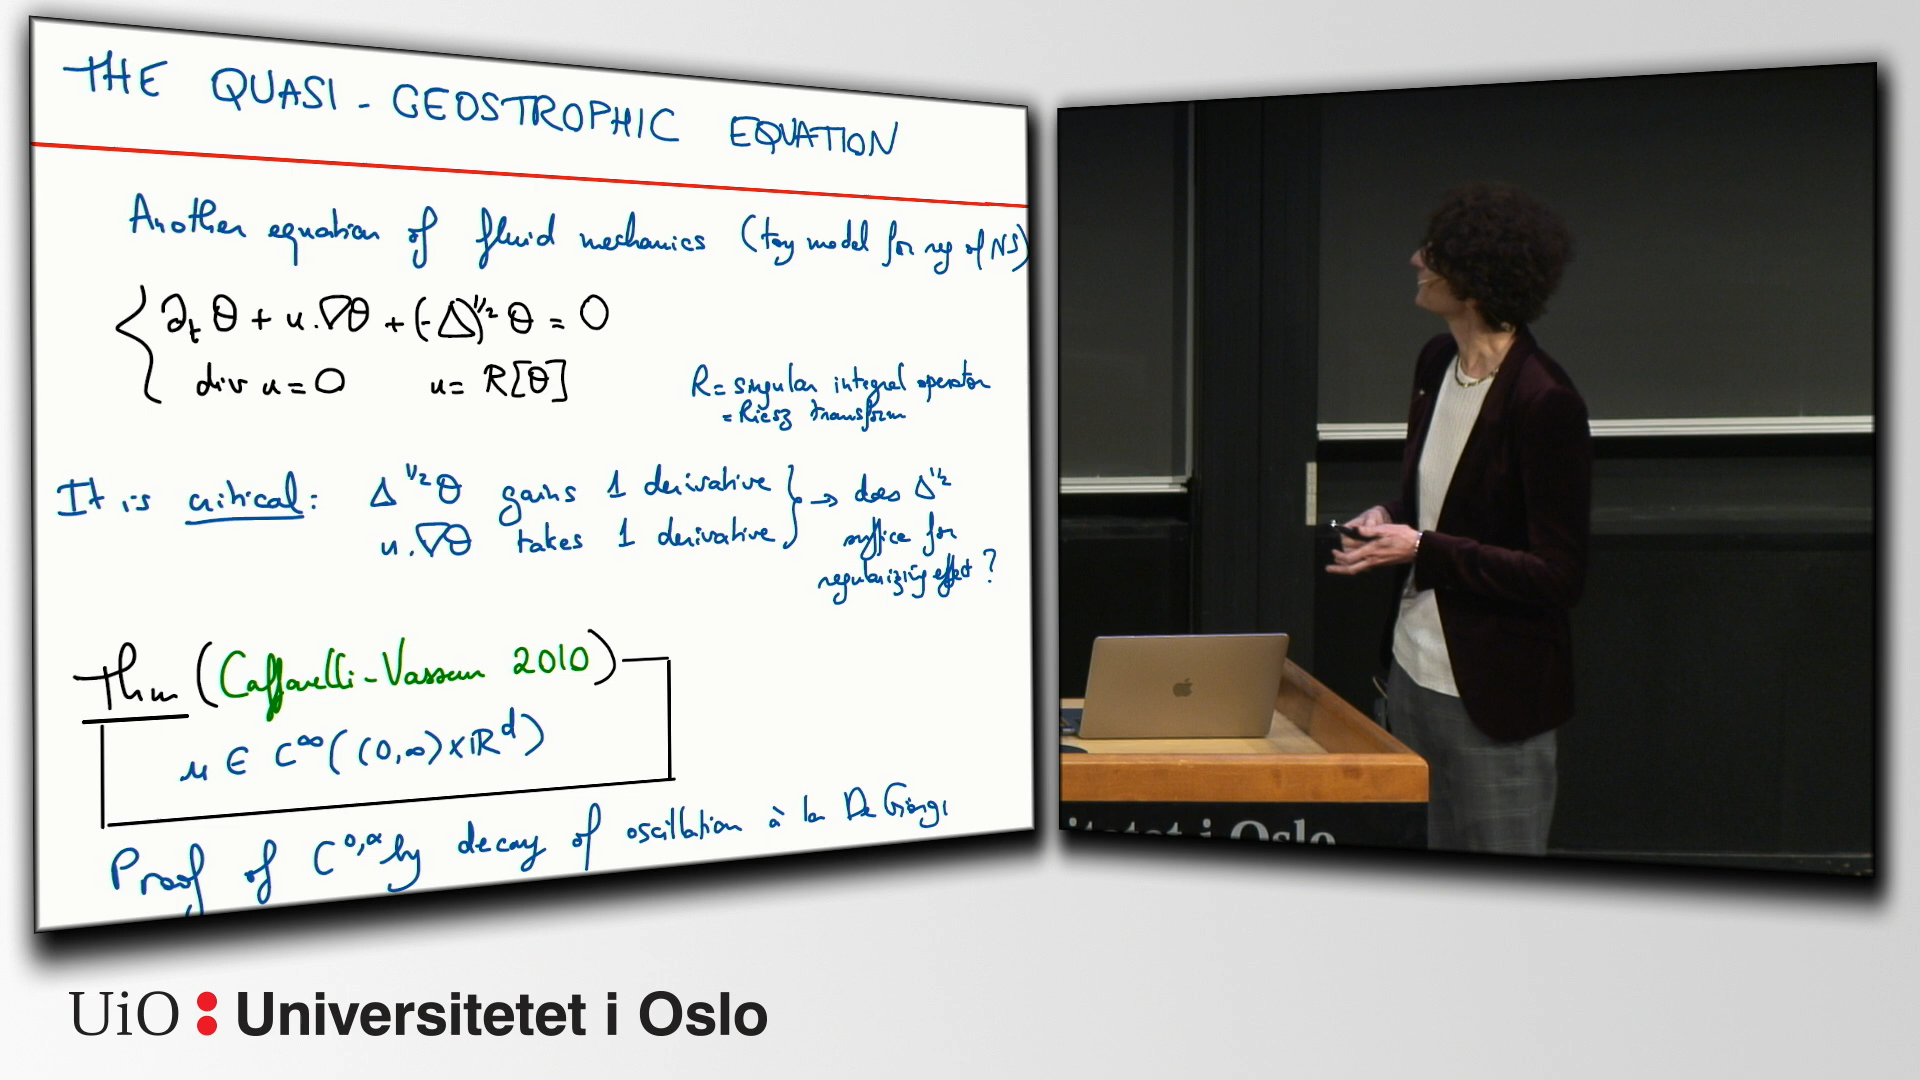 THE QUASI - GEOSTROPHIC EQUATION
Another equation of fluid mechanics (toy model for reg of NS)
∂ₜθ + u.∇θ + (-Δ)^1/2 θ = 0
div u = 0 u = R[θ]
R = singular integral operator
= Riesz transform
It is critical: Δ^1/2 θ gains 1 derivative → does Δ^1/2
u.∇θ takes 1 derivative suffice for
regularizing effect?
Thm (Caffarelli-Vasseur 2010)
u ∈ C^∞((0,∞)×ℝ^d)
Proof of C^0,α by decay of oscillation à la De Giorgi
itetet i Oslo
UiO : Universitetet i Oslo